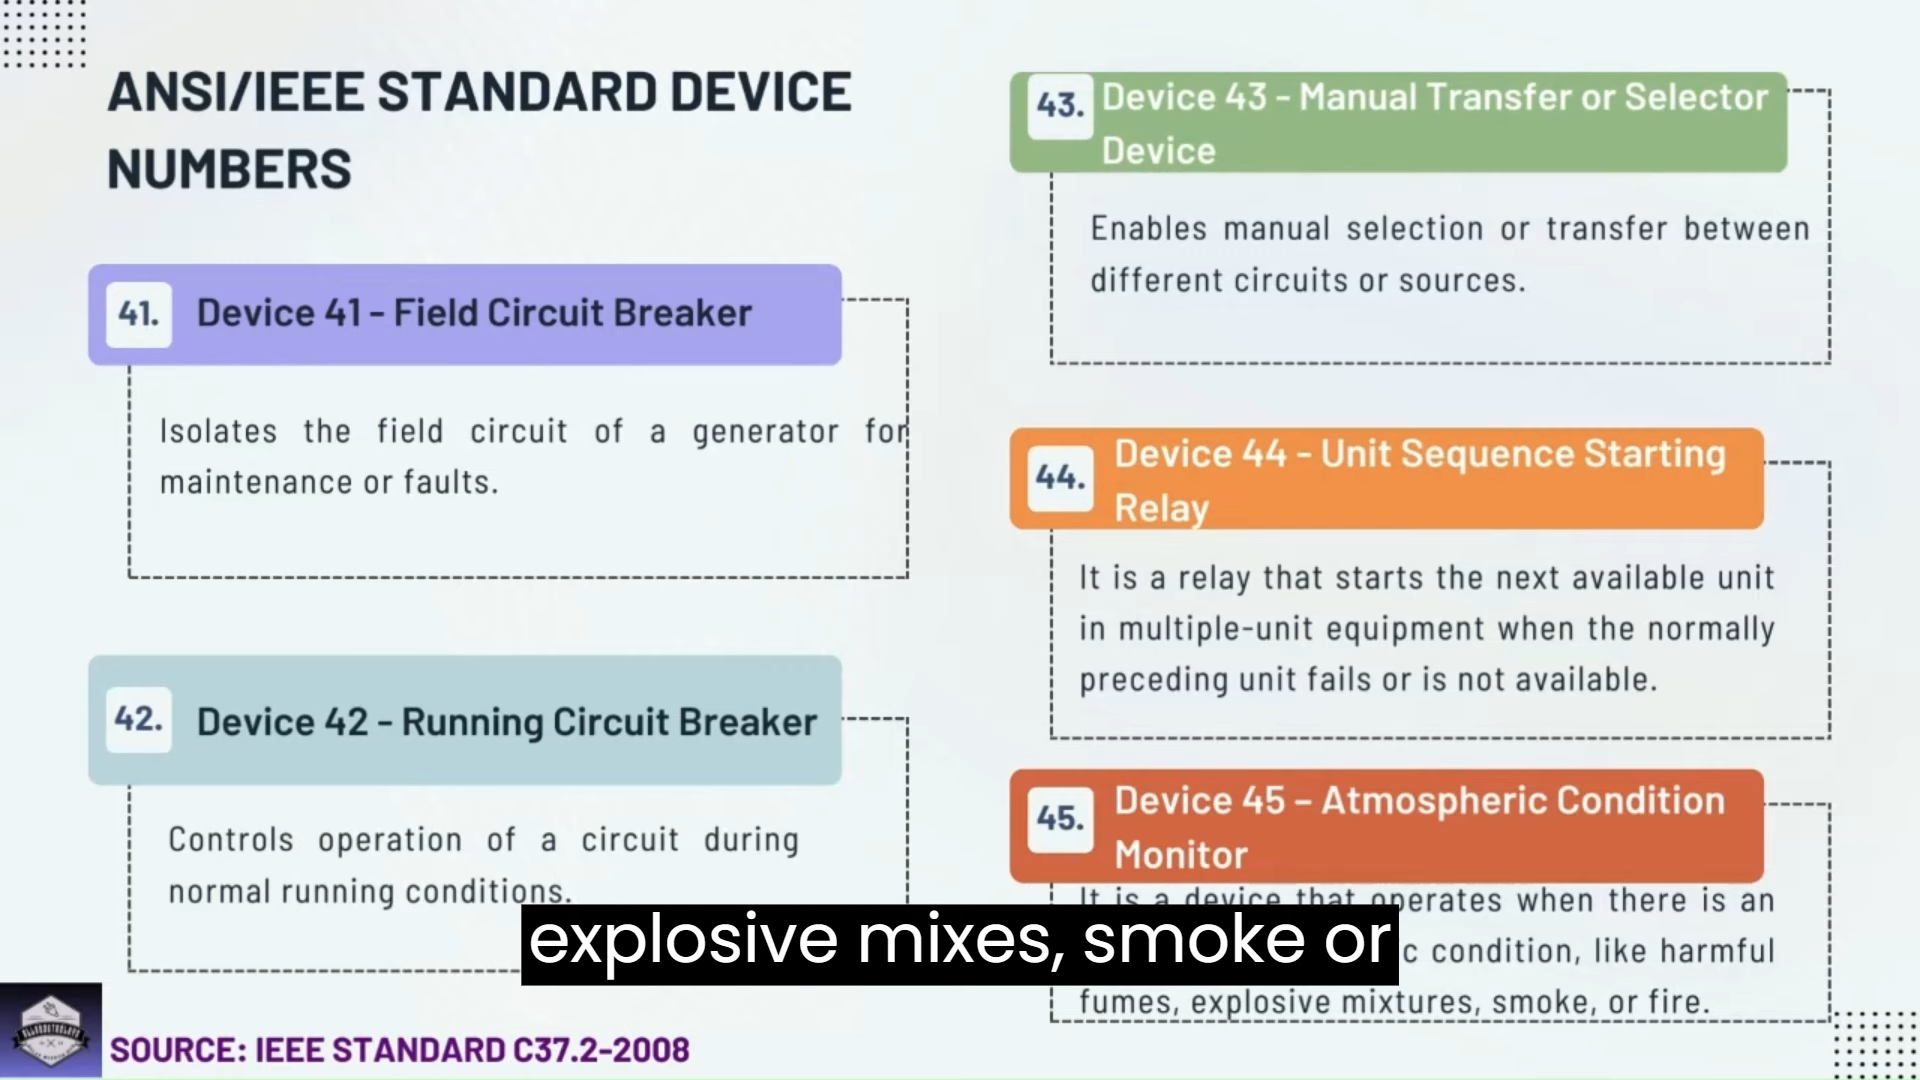 ANSI/IEEE STANDARD DEVICE
NUMBERS
41.
Device 41 - Field Circuit Breaker
Isolates the field circuit of a generator for
maintenance or faults.
42.
Device 42 - Running Circuit Breaker
Controls operation of a circuit during
normal running conditions.
43.
Device 43 - Manual Transfer or Selector
Device
Enables manual selection or transfer between
different circuits or sources.
44.
Device 44 - Unit Sequence Starting
Relay
It is a relay that starts the next available unit
in multiple-unit equipment when the normally
preceding unit fails or is not available.
45.
Device 45 – Atmospheric Condition
Monitor
It is a device that operates when there is an
condition, like harmful
fumes, explosive mixtures, smoke, or fire.
explosive mixes, smoke or
SOURCE: IEEE STANDARD C37.2-2008